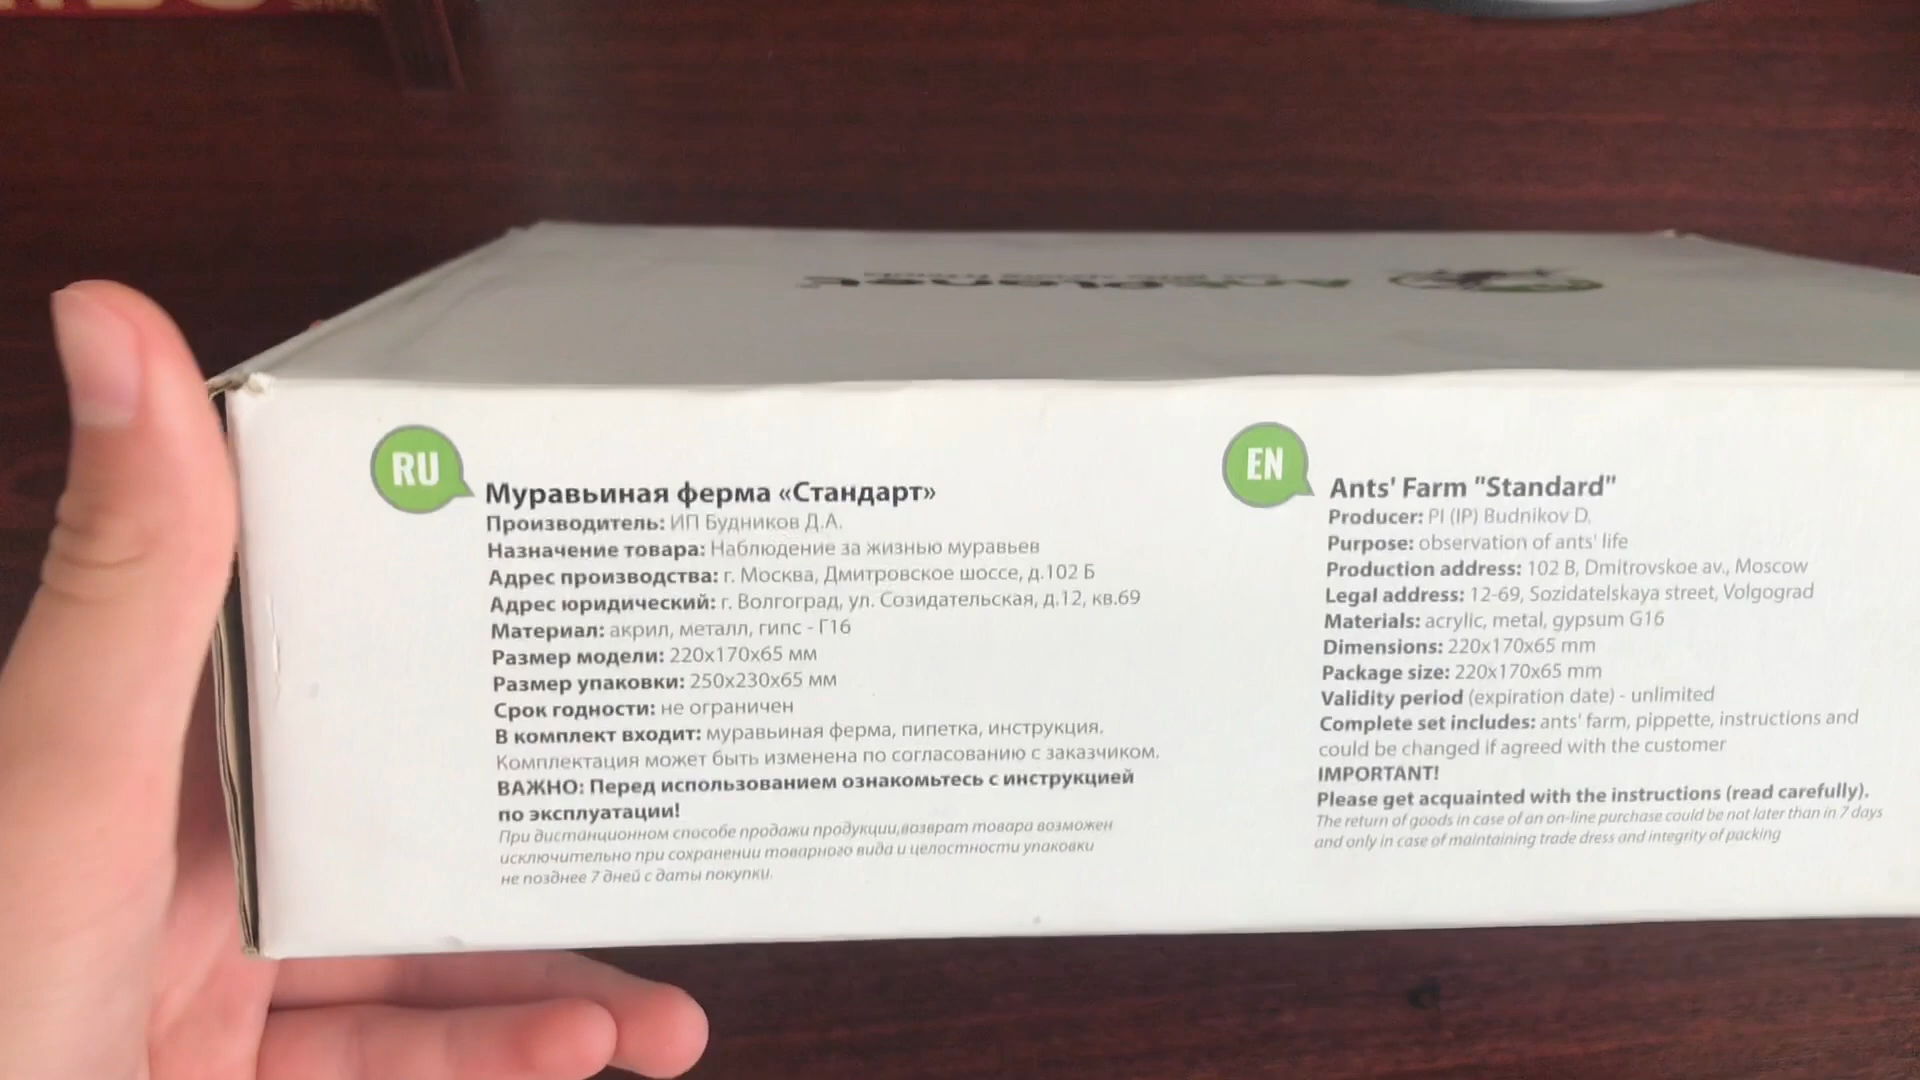 RU
Муравьиная ферма «Стандарт»
Производитель: ИП Будников Д.А.
Назначение товара: Наблюдение за жизнью муравьев
Адрес производства: г. Москва, Дмитровское шоссе, д.102 Б
Адрес юридический: г. Волгоград, ул. Созидательская, д.12, кв.69
Материал: акрил, металл, гипс - Г16
Размер модели: 220х170х65 мм
Размер упаковки: 250х230х65 мм
Срок годности: не ограничен
В комплект входит: муравьиная ферма, пипетка, инструкция.
Комплектация может быть изменена по согласованию с заказчиком.
ВАЖНО: Перед использованием ознакомьтесь с инструкцией
по эксплуатации!
При дистанционном способе продажи продукции,возврат товара возможен
исключительно при сохранении товарного вида и целостности упаковки
не позднее 7 дней с даты покупки.
EN
Ants' Farm "Standard"
Producer: PI (IP) Budnikov D.
Purpose: observation of ants' life
Production address: 102 B, Dmitrovskoe av., Moscow
Legal address: 12-69, Sozidatelskaya street, Volgograd
Materials: acrylic, metal, gypsum G16
Dimensions: 220x170x65 mm
Package size: 220x170x65 mm
Validity period (expiration date) - unlimited
Complete set includes: ants' farm, pippette, instructions and
could be changed if agreed with the customer
IMPORTANT!
Please get acquainted with the instructions (read carefully).
The return of goods in case of an on-line purchase could be not later than in 7 days
and only in case of maintaining trade dress and integrity of packing